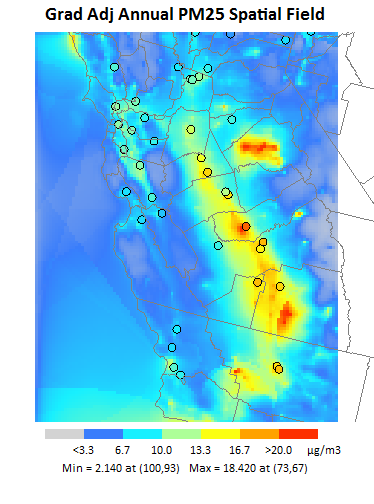 Grad Adj Annual PM25 Spatial Field
<3.3 6.7 10.0 13.3 16.7 >20.0 µg/m3
Min = 2.140 at (100,93) Max = 18.420 at (73,67)